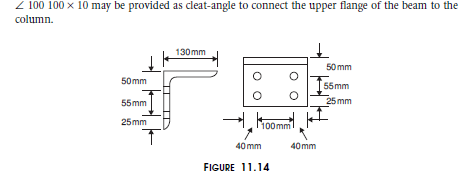 ∠ 100 100 × 10 may be provided as cleat-angle to connect the upper flange of the beam to the
column.
130mm
50mm
50mm
55mm
55mm
25mm
25mm
100mm
40mm
40mm
FIGURE 11.14